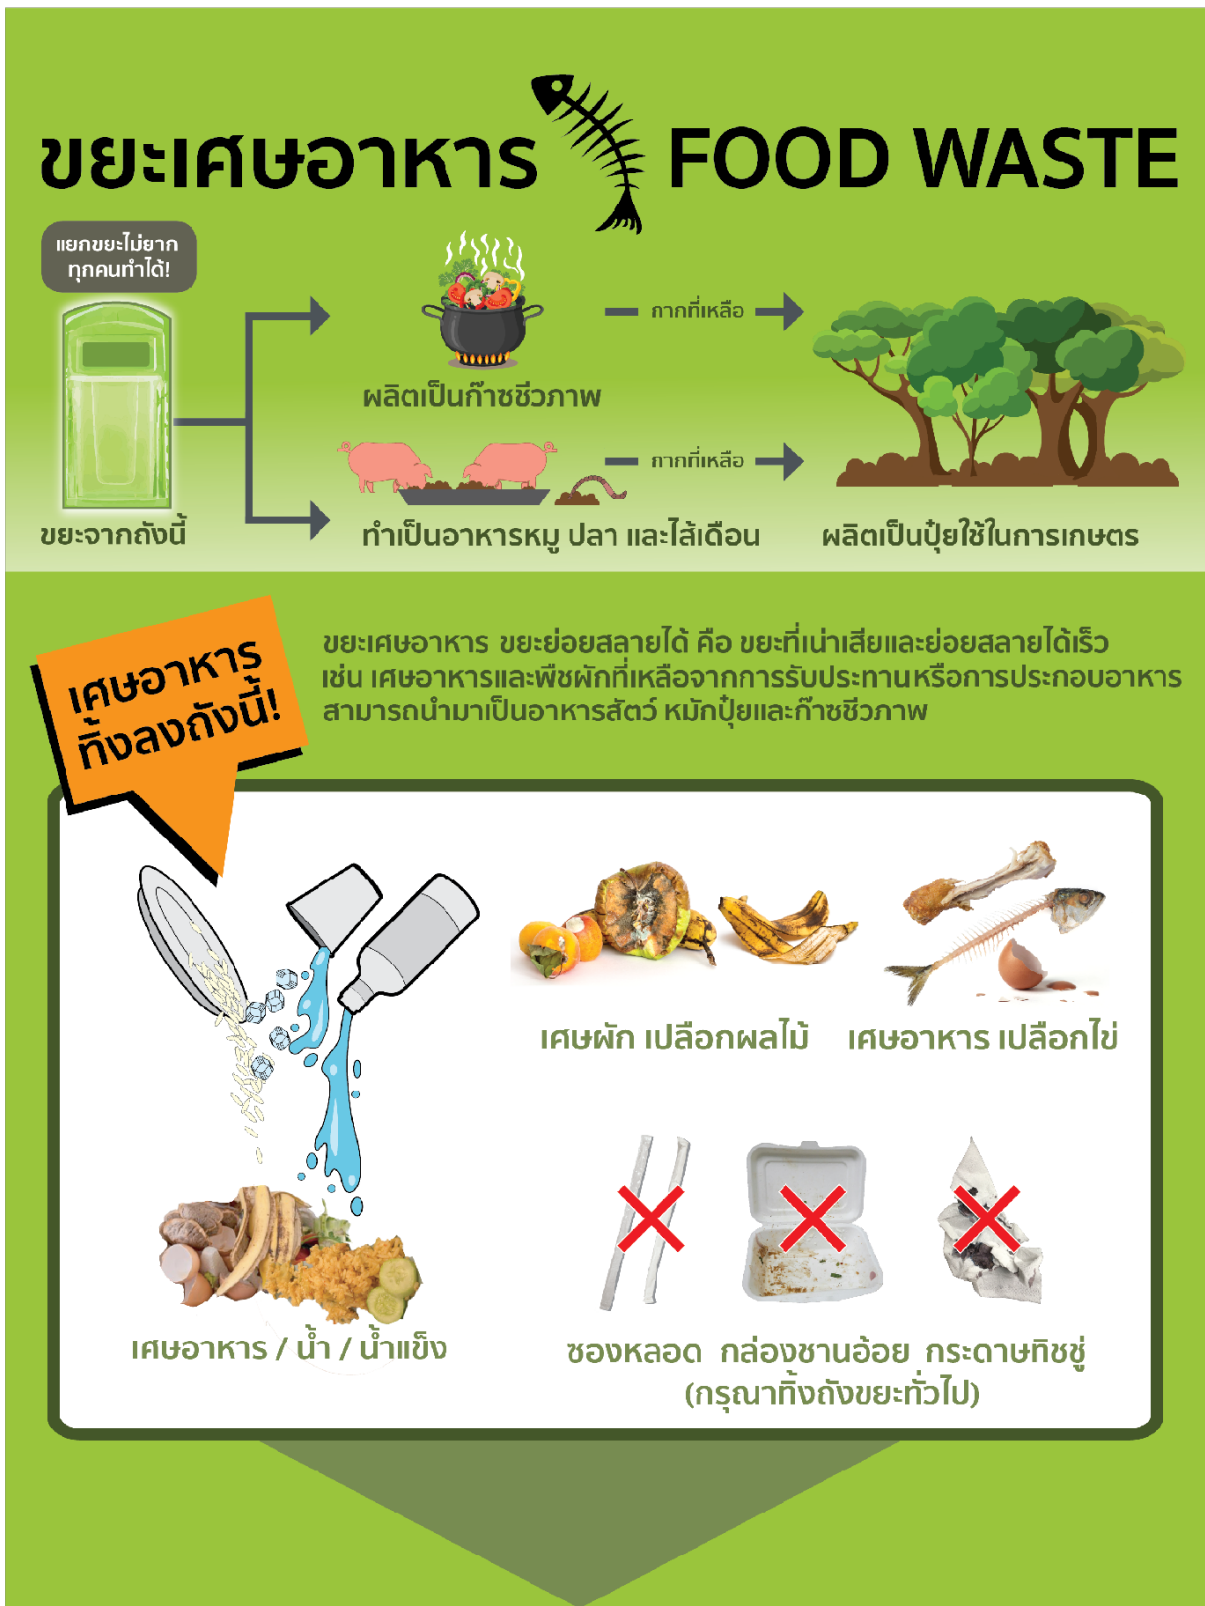 ขยะเศษอาหาร FOOD WASTE
แยกขยะไม่ยาก
ทุกคนทำได้!
กากที่เหลือ
ผลิตเป็นก๊าซชีวภาพ
กากที่เหลือ
ขยะจากถังนี้
ทำเป็นอาหารหมู ปลา และไส้เดือน
ผลิตเป็นปุ๋ยใช้ในการเกษตร
เศษอาหาร
ทิ้งลงถังนี้!
ขยะเศษอาหาร ขยะย่อยสลายได้ คือ ขยะที่เน่าเสียและย่อยสลายได้เร็ว
เช่น เศษอาหารและพืชผักที่เหลือจากการรับประทานหรือการประกอบอาหาร
สามารถนำมาเป็นอาหารสัตว์ หมักปุ๋ยและก๊าซชีวภาพ
เศษผัก เปลือกผลไม้
เศษอาหาร เปลือกไข่
เศษอาหาร / น้ำ / น้ำแข็ง
ซองหลอด กล่องชานอ้อย กระดาษทิชชู่
(กรุณาทิ้งถังขยะทั่วไป)